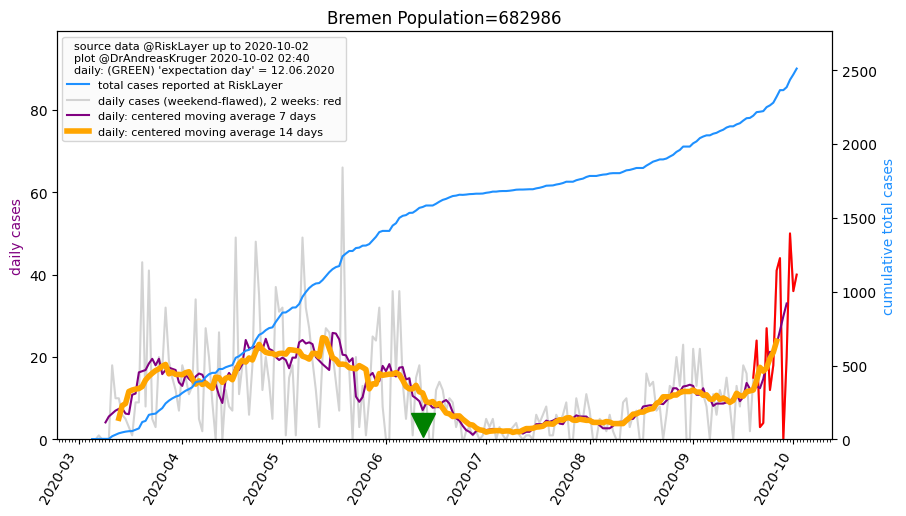 Bremen Population=682986
source data @RiskLayer up to 2020-10-02
plot @DrAndreasKruger 2020-10-02 02:40
daily: (GREEN) 'expectation day' = 12.06.2020
total cases reported at RiskLayer
daily cases (weekend-flawed), 2 weeks: red
daily: centered moving average 7 days
daily: centered moving average 14 days
daily cases
80
60
40
20
0
cumulative total cases
2500
2000
1500
1000
500
0
2020-03
2020-04
2020-05
2020-06
2020-07
2020-08
2020-09
2020-10